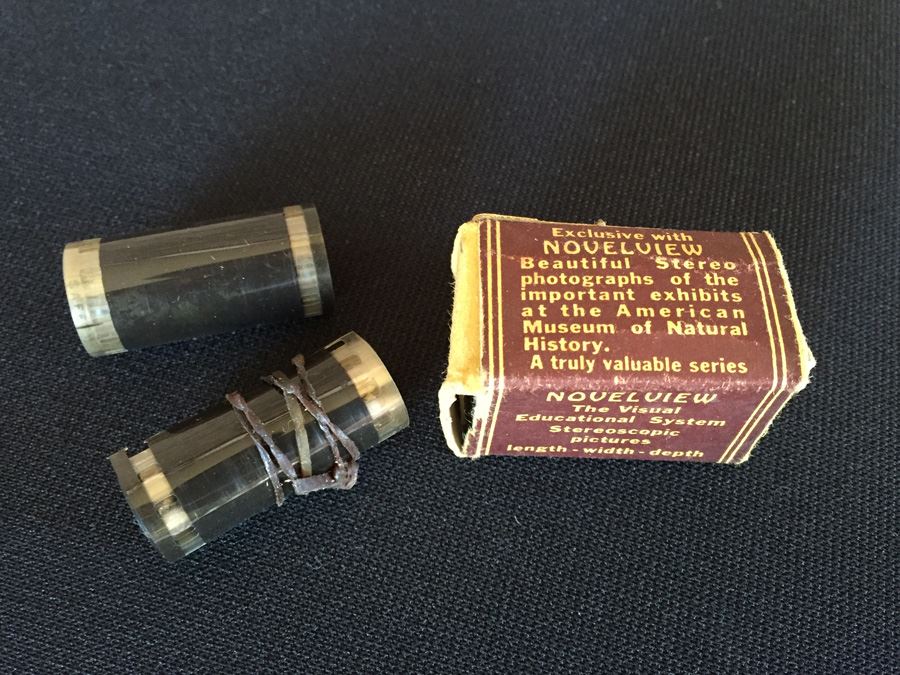 Exclusive with
NOVELVIEW
Beautiful Stereo
photographs of the
important exhibits
at the American
Museum of Natural
History.
A truly valuable series
NOVELVIEW
The Visual
Educational System
Stereoscopic
pictures
length - width - depth